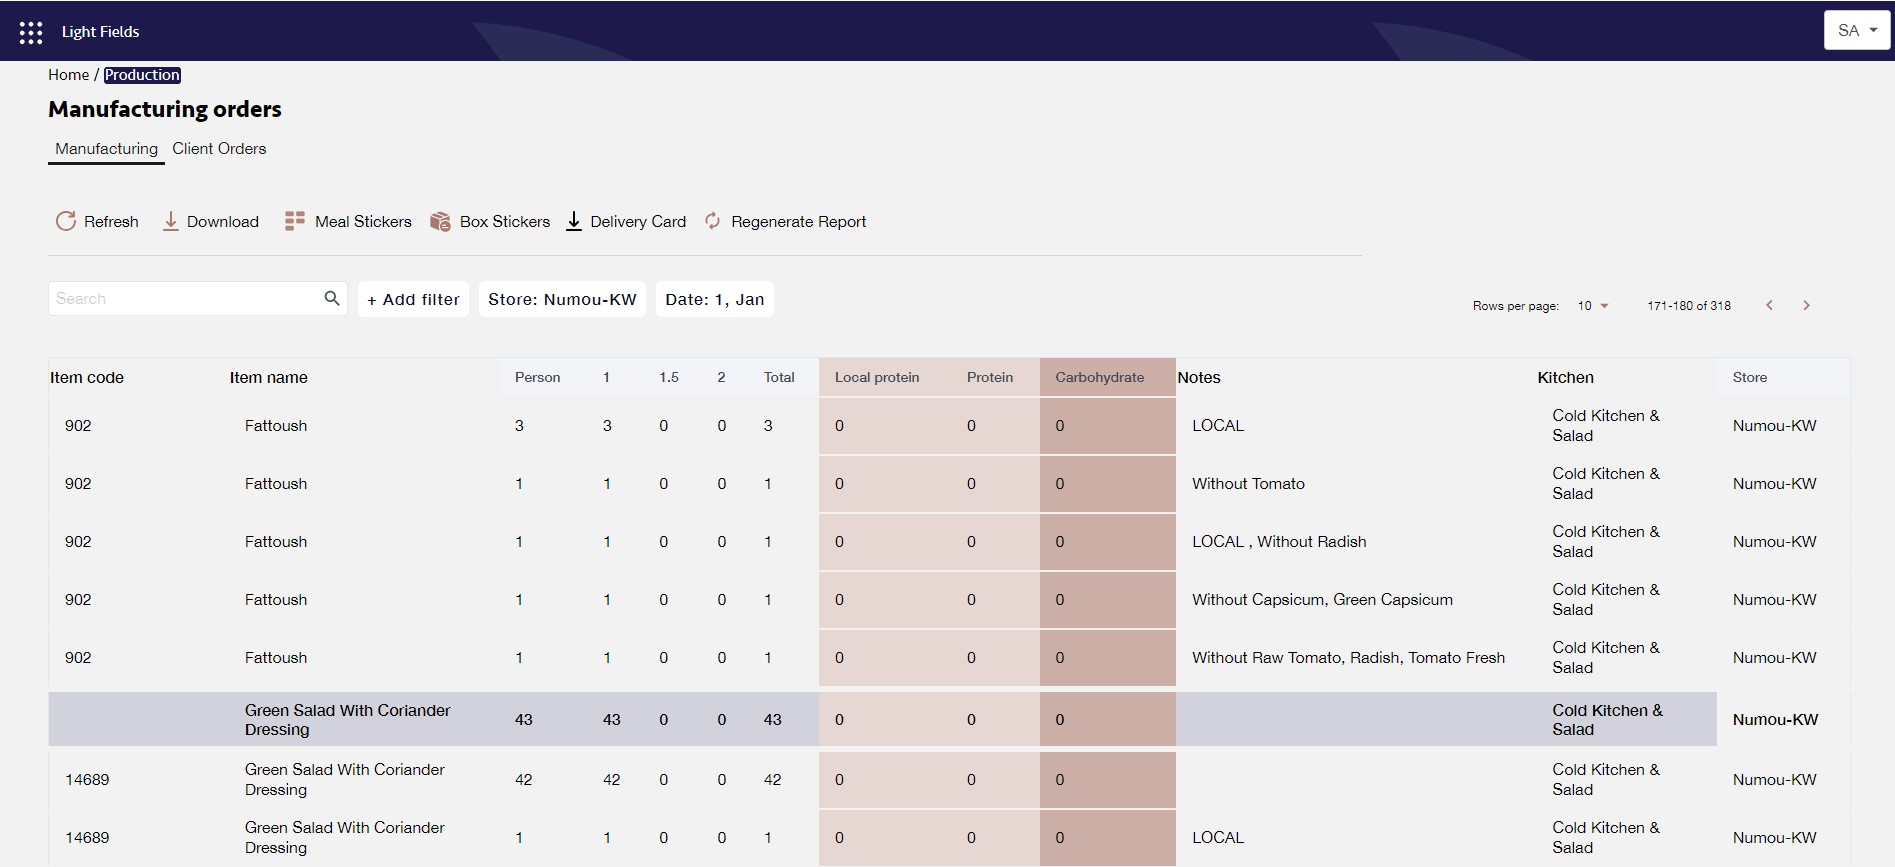 Light Fields
SA
Home / Production
Manufacturing orders
Manufacturing Client Orders
Refresh Download Meal Stickers Box Stickers Delivery Card Regenerate Report
Search + Add filter Store: Numou-KW Date: 1, Jan
Rows per page: 10 171-180 of 318
Item code Item name Person 1 1.5 2 Total Local protein Protein Carbohydrate Notes Kitchen Store
902 Fattoush 3 3 0 0 3 0 0 0 LOCAL Cold Kitchen & Numou-KW
Salad
902 Fattoush 1 1 0 0 1 0 0 0 Without Tomato Cold Kitchen & Numou-KW
Salad
902 Fattoush 1 1 0 0 1 0 0 0 LOCAL , Without Radish Cold Kitchen & Numou-KW
Salad
902 Fattoush 1 1 0 0 1 0 0 0 Without Capsicum, Green Capsicum Cold Kitchen & Numou-KW
Salad
902 Fattoush 1 1 0 0 1 0 0 0 Without Raw Tomato, Radish, Tomato Fresh Cold Kitchen & Numou-KW
Salad
Green Salad With Coriander 43 43 0 0 43 0 0 0 Cold Kitchen & Numou-KW
Dressing Salad
14689 Green Salad With Coriander 42 42 0 0 42 0 0 0 Cold Kitchen & Numou-KW
Dressing Salad
14689 Green Salad With Coriander 1 1 0 0 1 0 0 0 LOCAL Cold Kitchen & Numou-KW
Dressing Salad